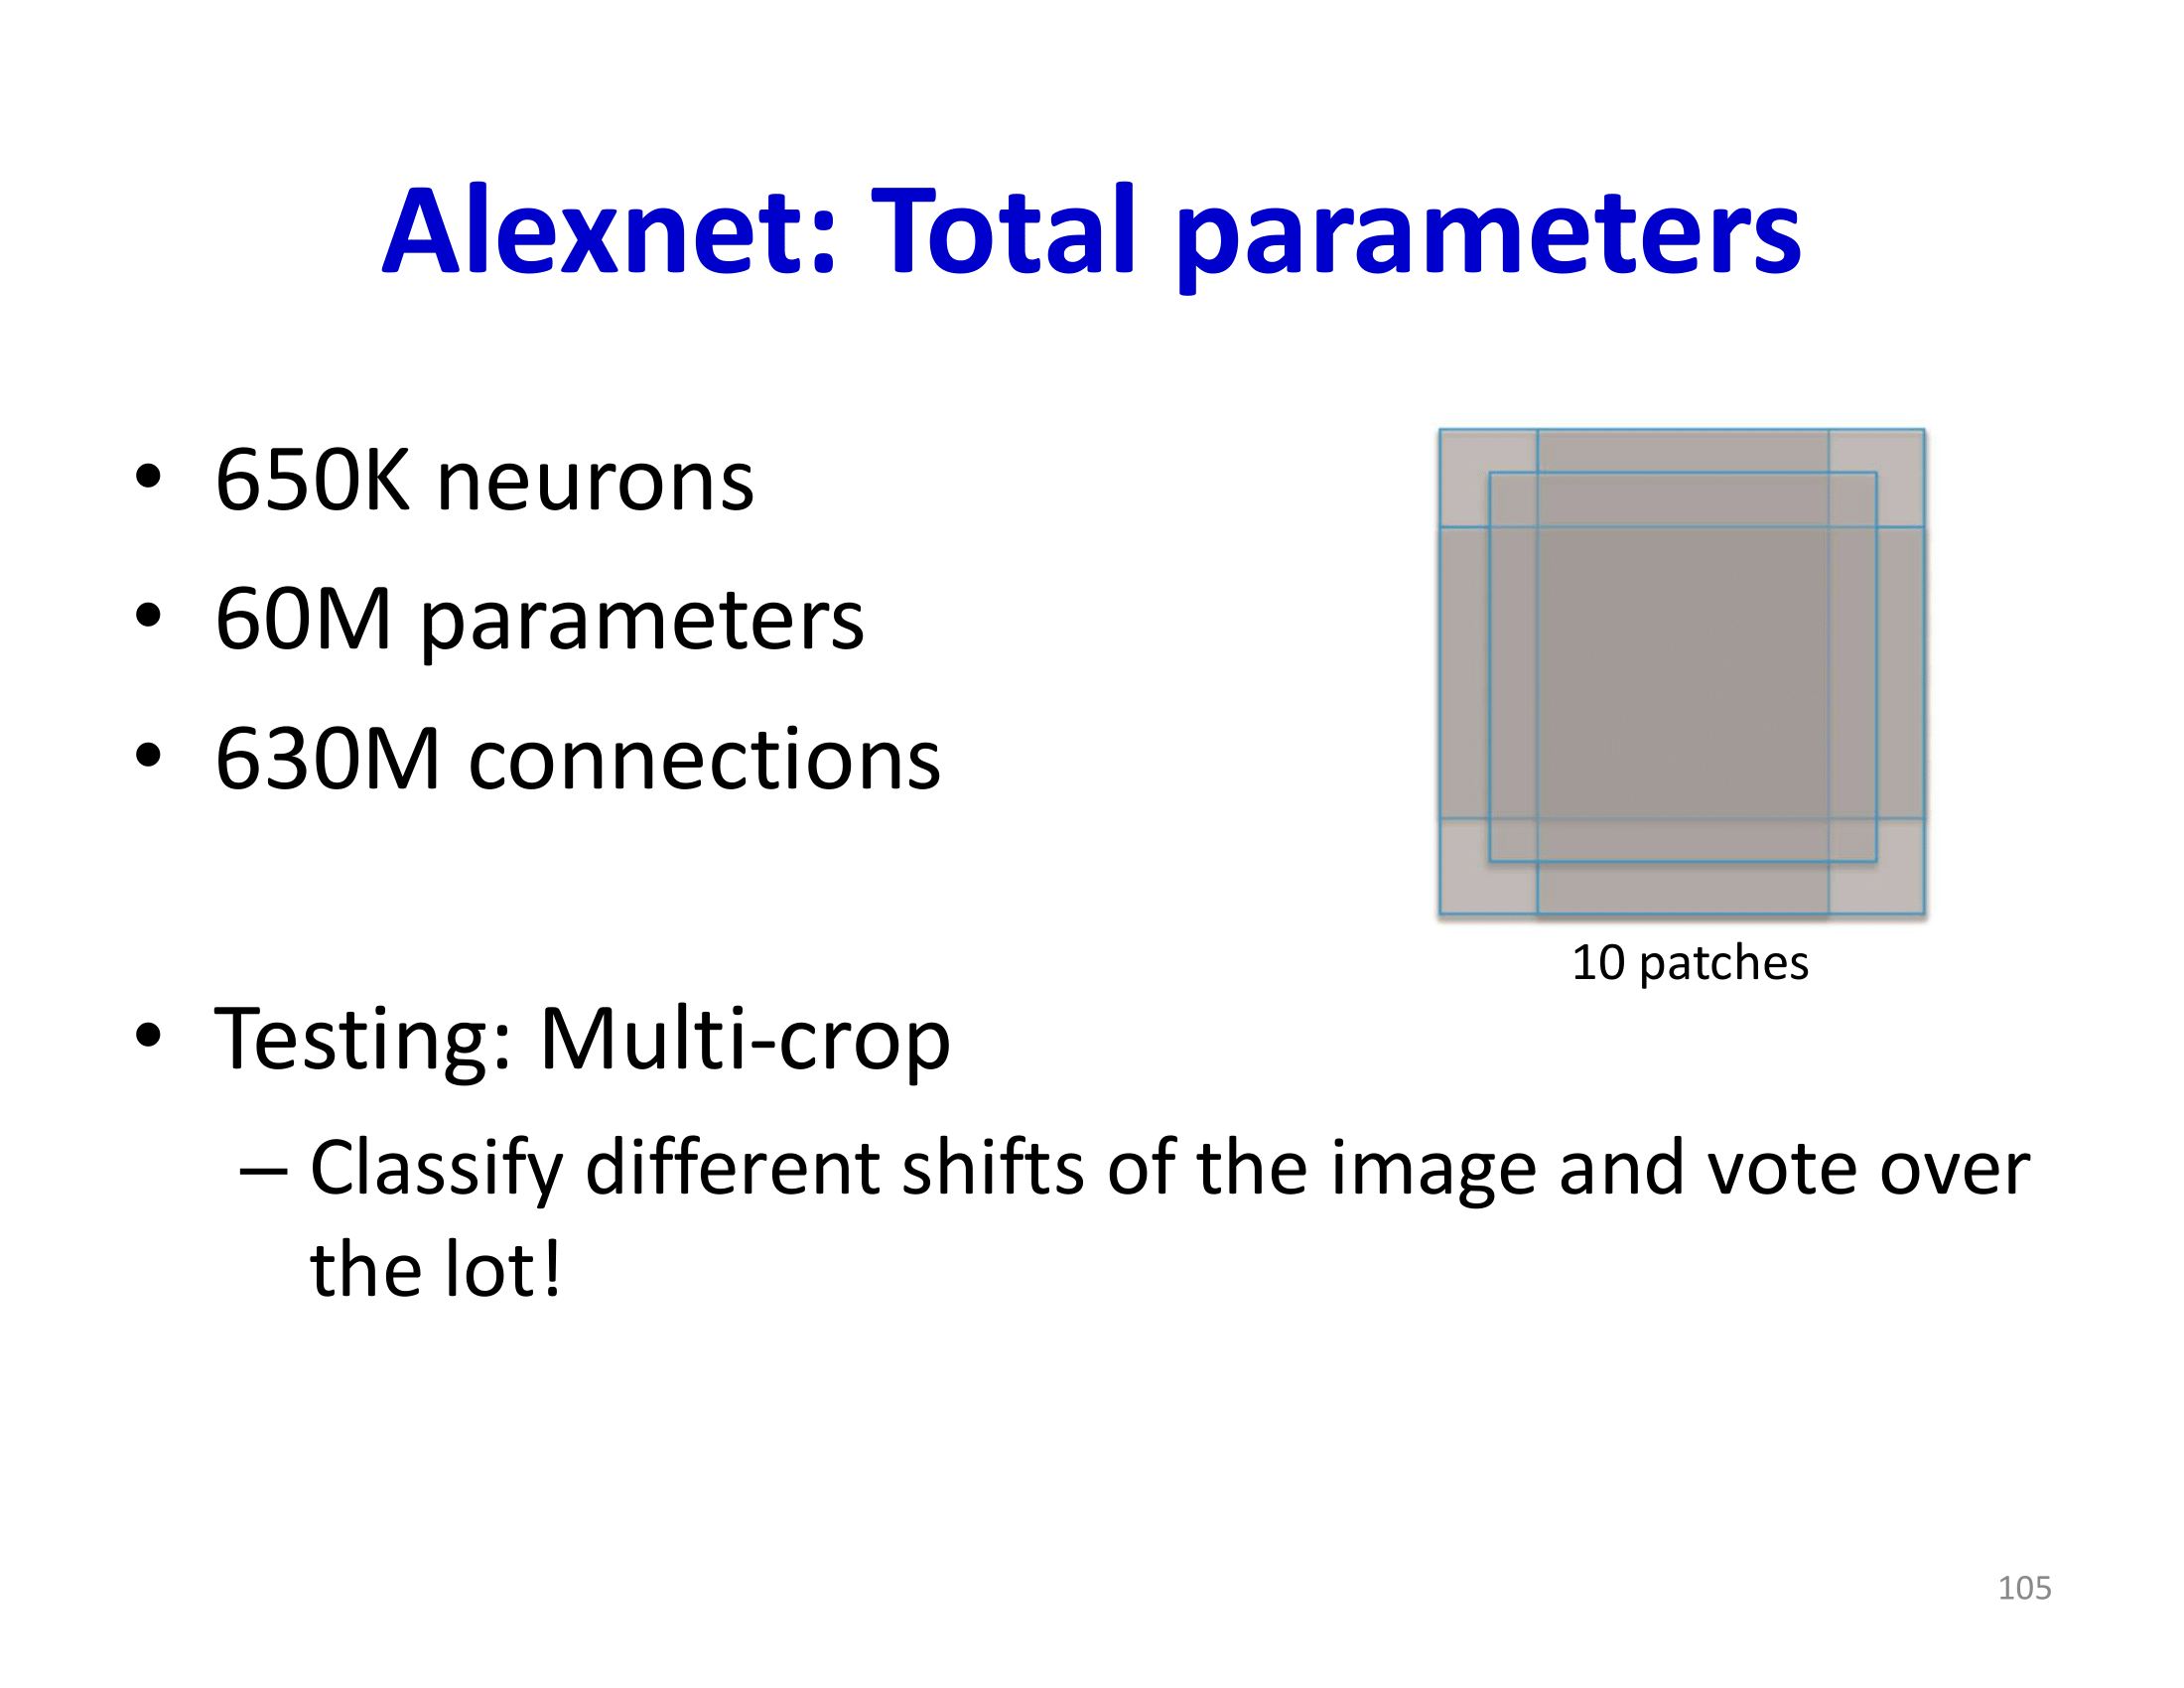 Alexnet: Total parameters
• 650K neurons
• 60M parameters
• 630M connections
10 patches
• Testing: Multi-crop
– Classify different shifts of the image and vote over
the lot!
105